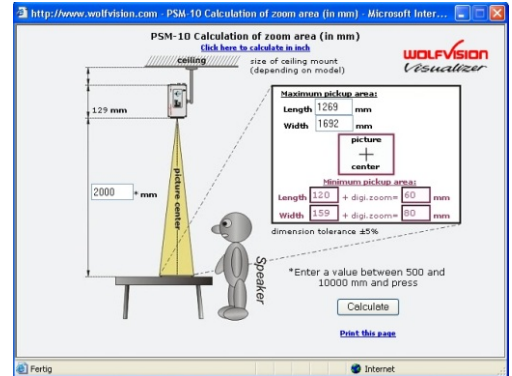 http://www.wolfvision.com - PSM-10 Calculation of zoom area (in mm) - Microsoft Inter...
PSM-10 Calculation of zoom area (in mm)
Click here to calculate in inch
WOLFVISION
Visualizer
ceiling
size of ceiling mount
(depending on model)
129 mm
Maximum pickup area:
Length 1269 mm
Width 1692 mm
picture
center
Minimum pickup area:
Length 120 + digi.zoom= 60 mm
Width 159 + digi.zoom= 80 mm
dimension tolerance ±5%
2000 * mm
picture center
Speaker
*Enter a value between 500 and
10000 mm and press
Calculate
Print this page
Fertig
Internet